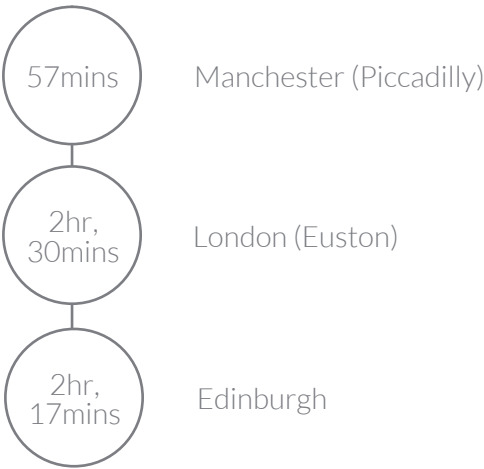 57mins
Manchester (Piccadilly)
2hr,
30mins
London (Euston)
2hr,
17mins
Edinburgh